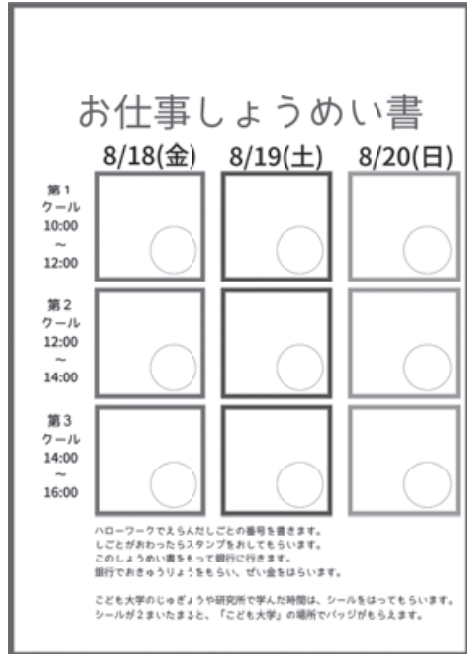 お仕事しょうめい書
8/18(金) 8/19(土) 8/20(日)
第1
クール
10:00
~
12:00
第2
クール
12:00
~
14:00
第3
クール
14:00
~
16:00
ハローワークでえらんだしごとの番号を書きます。
しごとがおわったらスタンプをおしてもらいます。
このしょうめい書をもって銀行に行きます。
銀行でおきゅうりょうをもらい、ぜい金をはらいます。
こども大学のじゅぎょうや研究所で学んだ時間は、シールをはってもらいます。
シールが2まいたまると、「こども大学」の場所でバッジがもらえます。